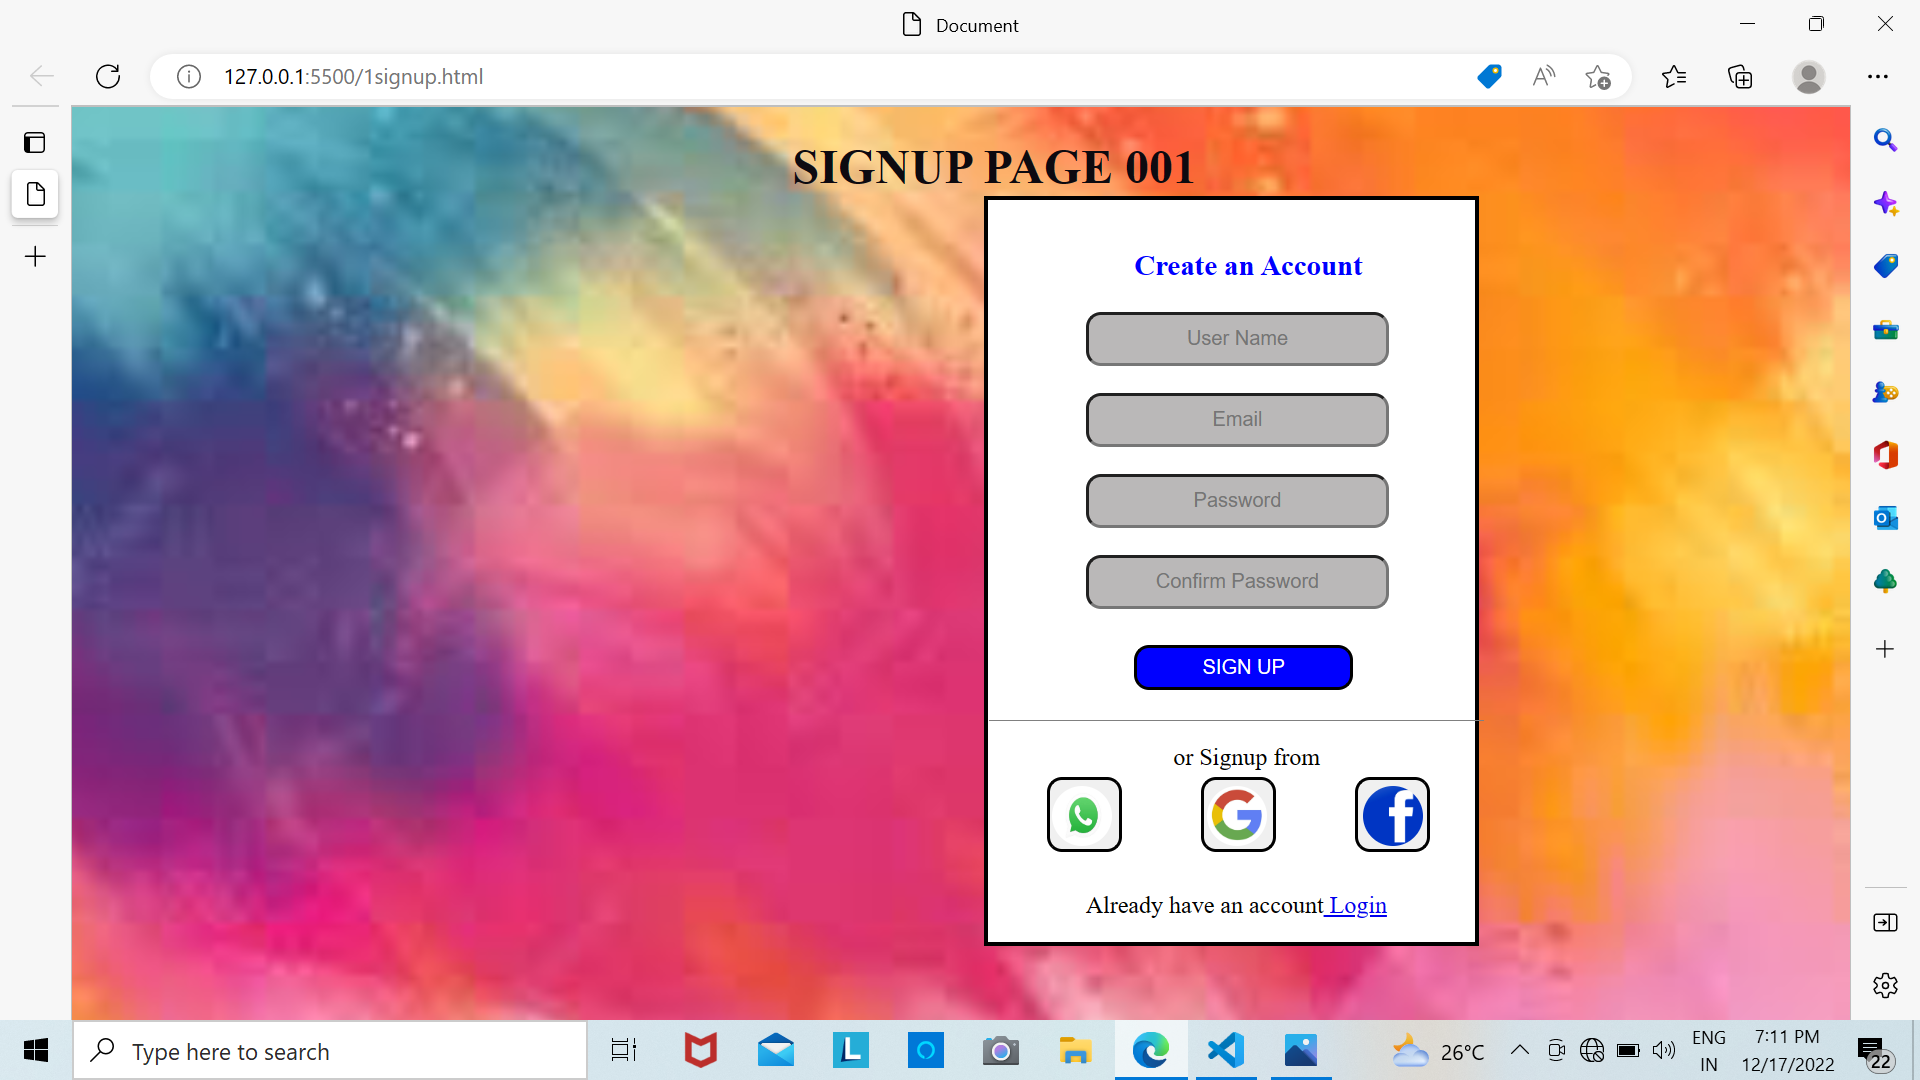 Document
127.0.0.1:5500/1signup.html
SIGNUP PAGE 001
Create an Account
User Name
Email
Password
Confirm Password
SIGN UP
or Signup from
Already have an account Login
Type here to search
26°C
ENG
IN
7:11 PM
12/17/2022
22